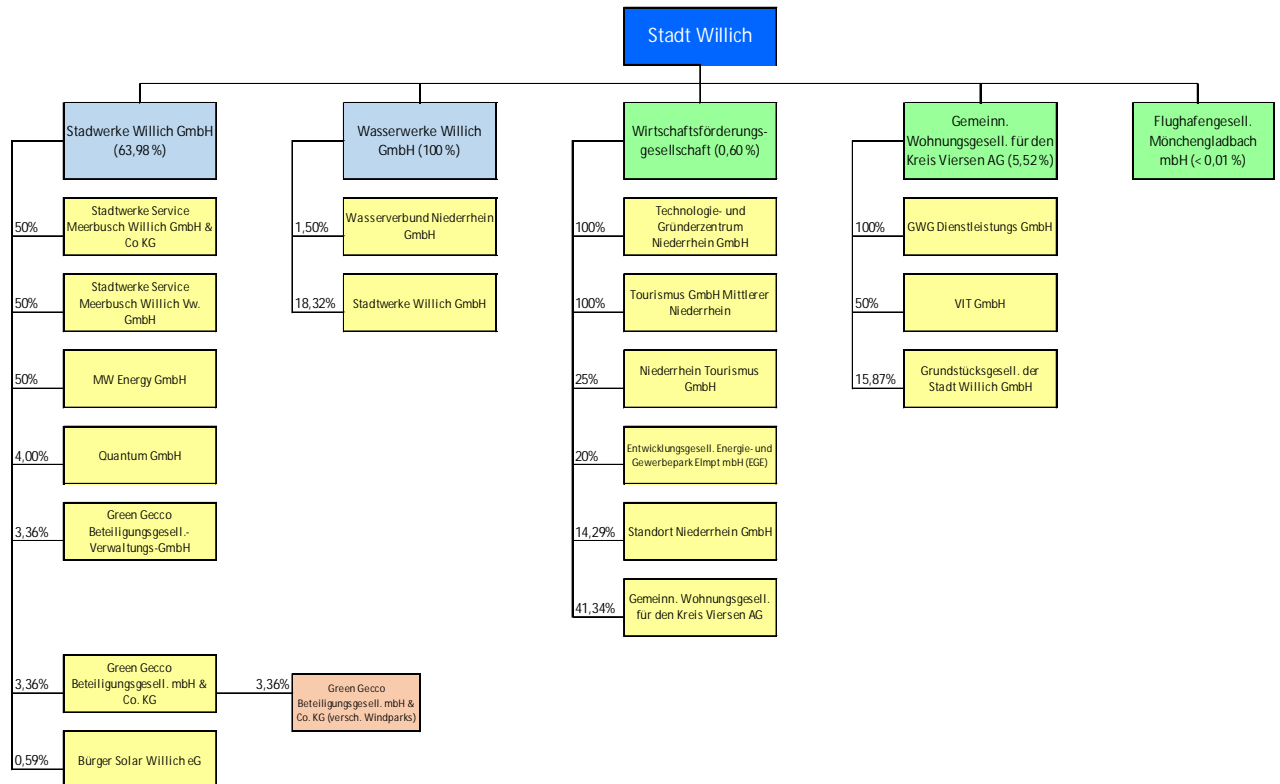 Stadt Willich
Stadwerke Willich GmbH
(63,98 %)
Wasserwerke Willich
GmbH (100 %)
Wirtschaftsförderungs-
gesellschaft (0,60 %)
Gemeinn.
Wohnungsgesell. für den
Kreis Viersen AG (5,52 %)
Flughafengesell.
Mönchengladbach
mbH (< 0,01 %)
50%
Stadtwerke Service
Meerbusch Willich GmbH &
Co KG
50%
Stadtwerke Service
Meerbusch Willich Vw.
GmbH
50%
MW Energy GmbH
4,00%
Quantum GmbH
3,36%
Green Gecco
Beteiligungsgesell.-
Verwaltungs-GmbH
3,36%
Green Gecco
Beteiligungsgesell. mbH &
Co. KG
3,36%
Green Gecco
Beteiligungsgesell. mbH &
Co. KG (versch. Windparks)
0,59%
Bürger Solar Willich eG
1,50%
Wasserverbund Niederrhein
GmbH
18,32%
Stadtwerke Willich GmbH
100%
Technologie- und
Gründerzentrum
Niederrhein GmbH
100%
Tourismus GmbH Mittlerer
Niederrhein
25%
Niederrhein Tourismus
GmbH
20%
Entwicklungsgesell. Energie- und
Gewerbepark Elmpt mbH (EGE)
14,29%
Standort Niederrhein GmbH
41,34%
Gemeinn. Wohnungsgesell.
für den Kreis Viersen AG
100%
GWG Dienstleistungs GmbH
50%
VIT GmbH
15,87%
Grundstücksgesell. der
Stadt Willich GmbH